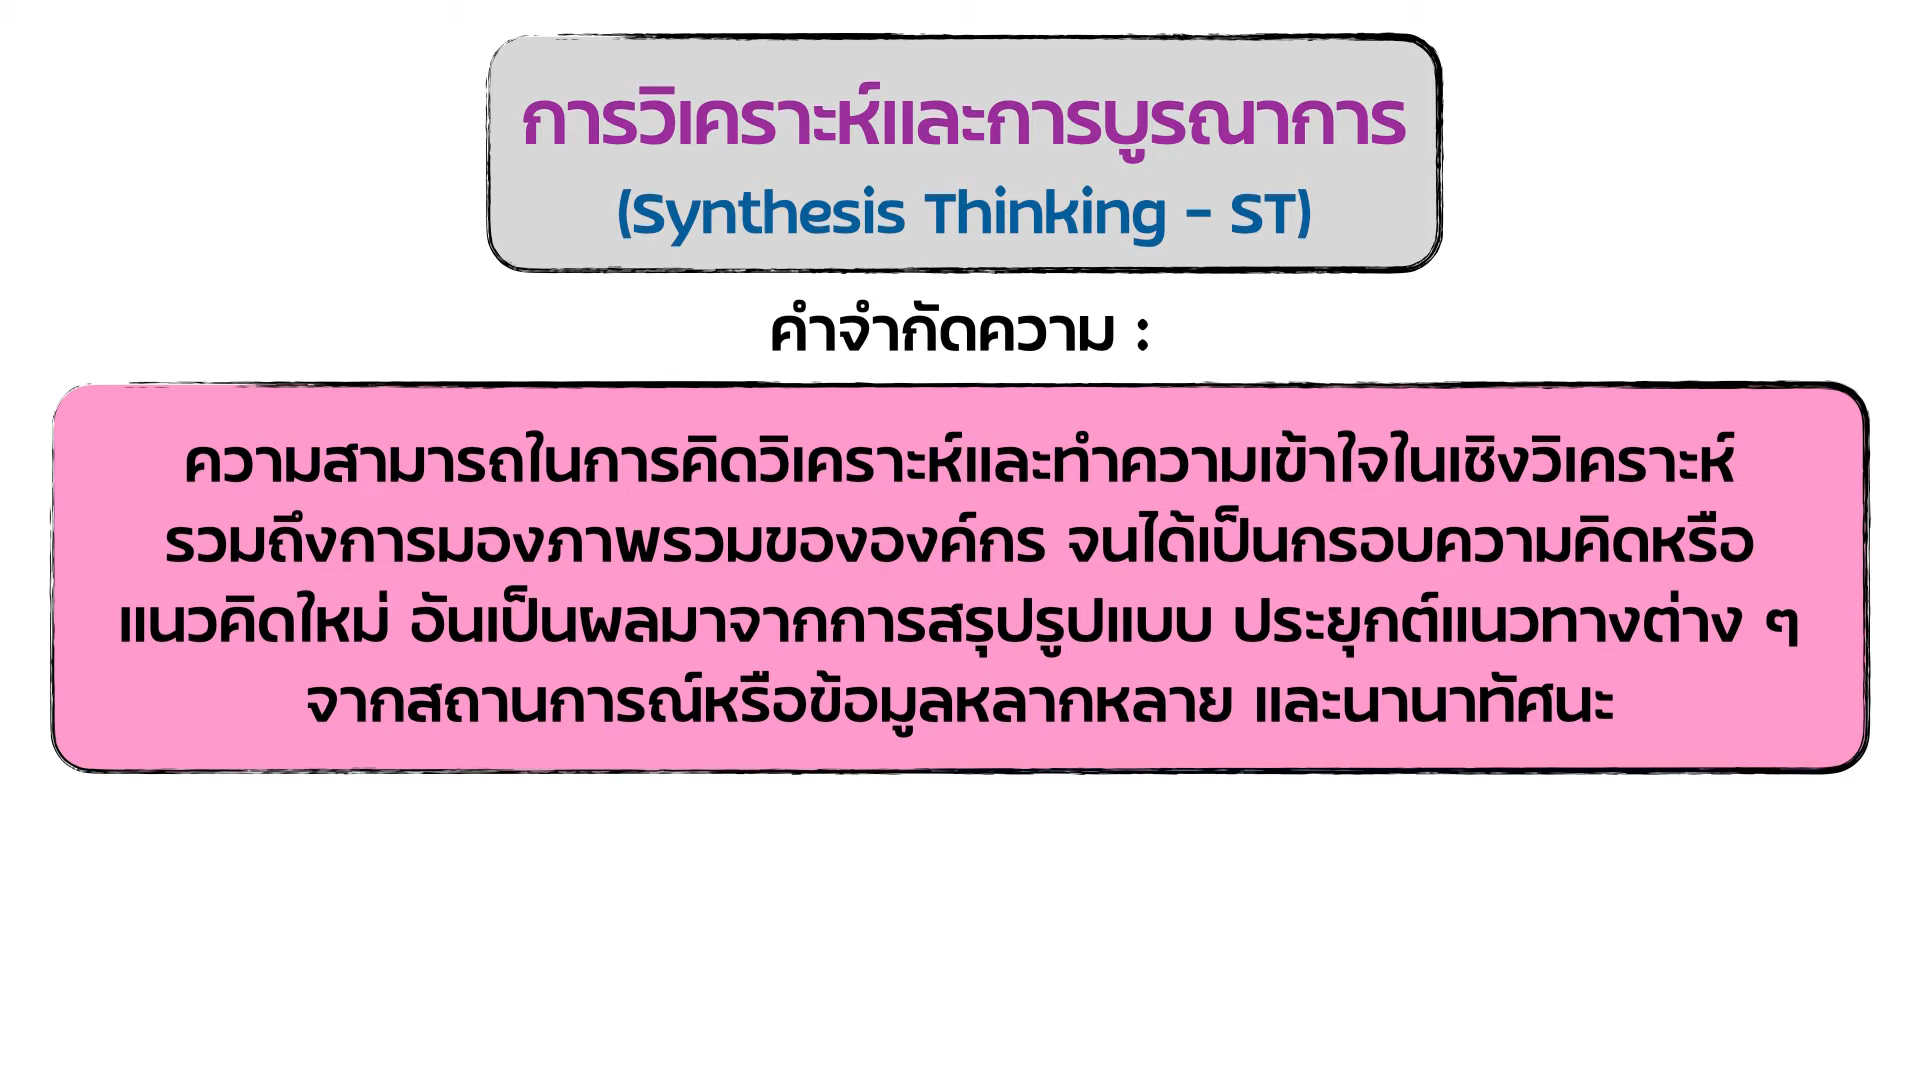 การวิเคราะห์และการบูรณาการ
(Synthesis Thinking - ST)
คำจำกัดความ :
ความสามารถในการคิดวิเคราะห์และทำความเข้าใจในเชิงวิเคราะห์
รวมถึงการมองภาพรวมขององค์กร จนได้เป็นกรอบความคิดหรือ
แนวคิดใหม่ อันเป็นผลมาจากการสรุปรูปแบบ ประยุกต์แนวทางต่าง ๆ
จากสถานการณ์หรือข้อมูลหลากหลาย และนานาทัศนะ